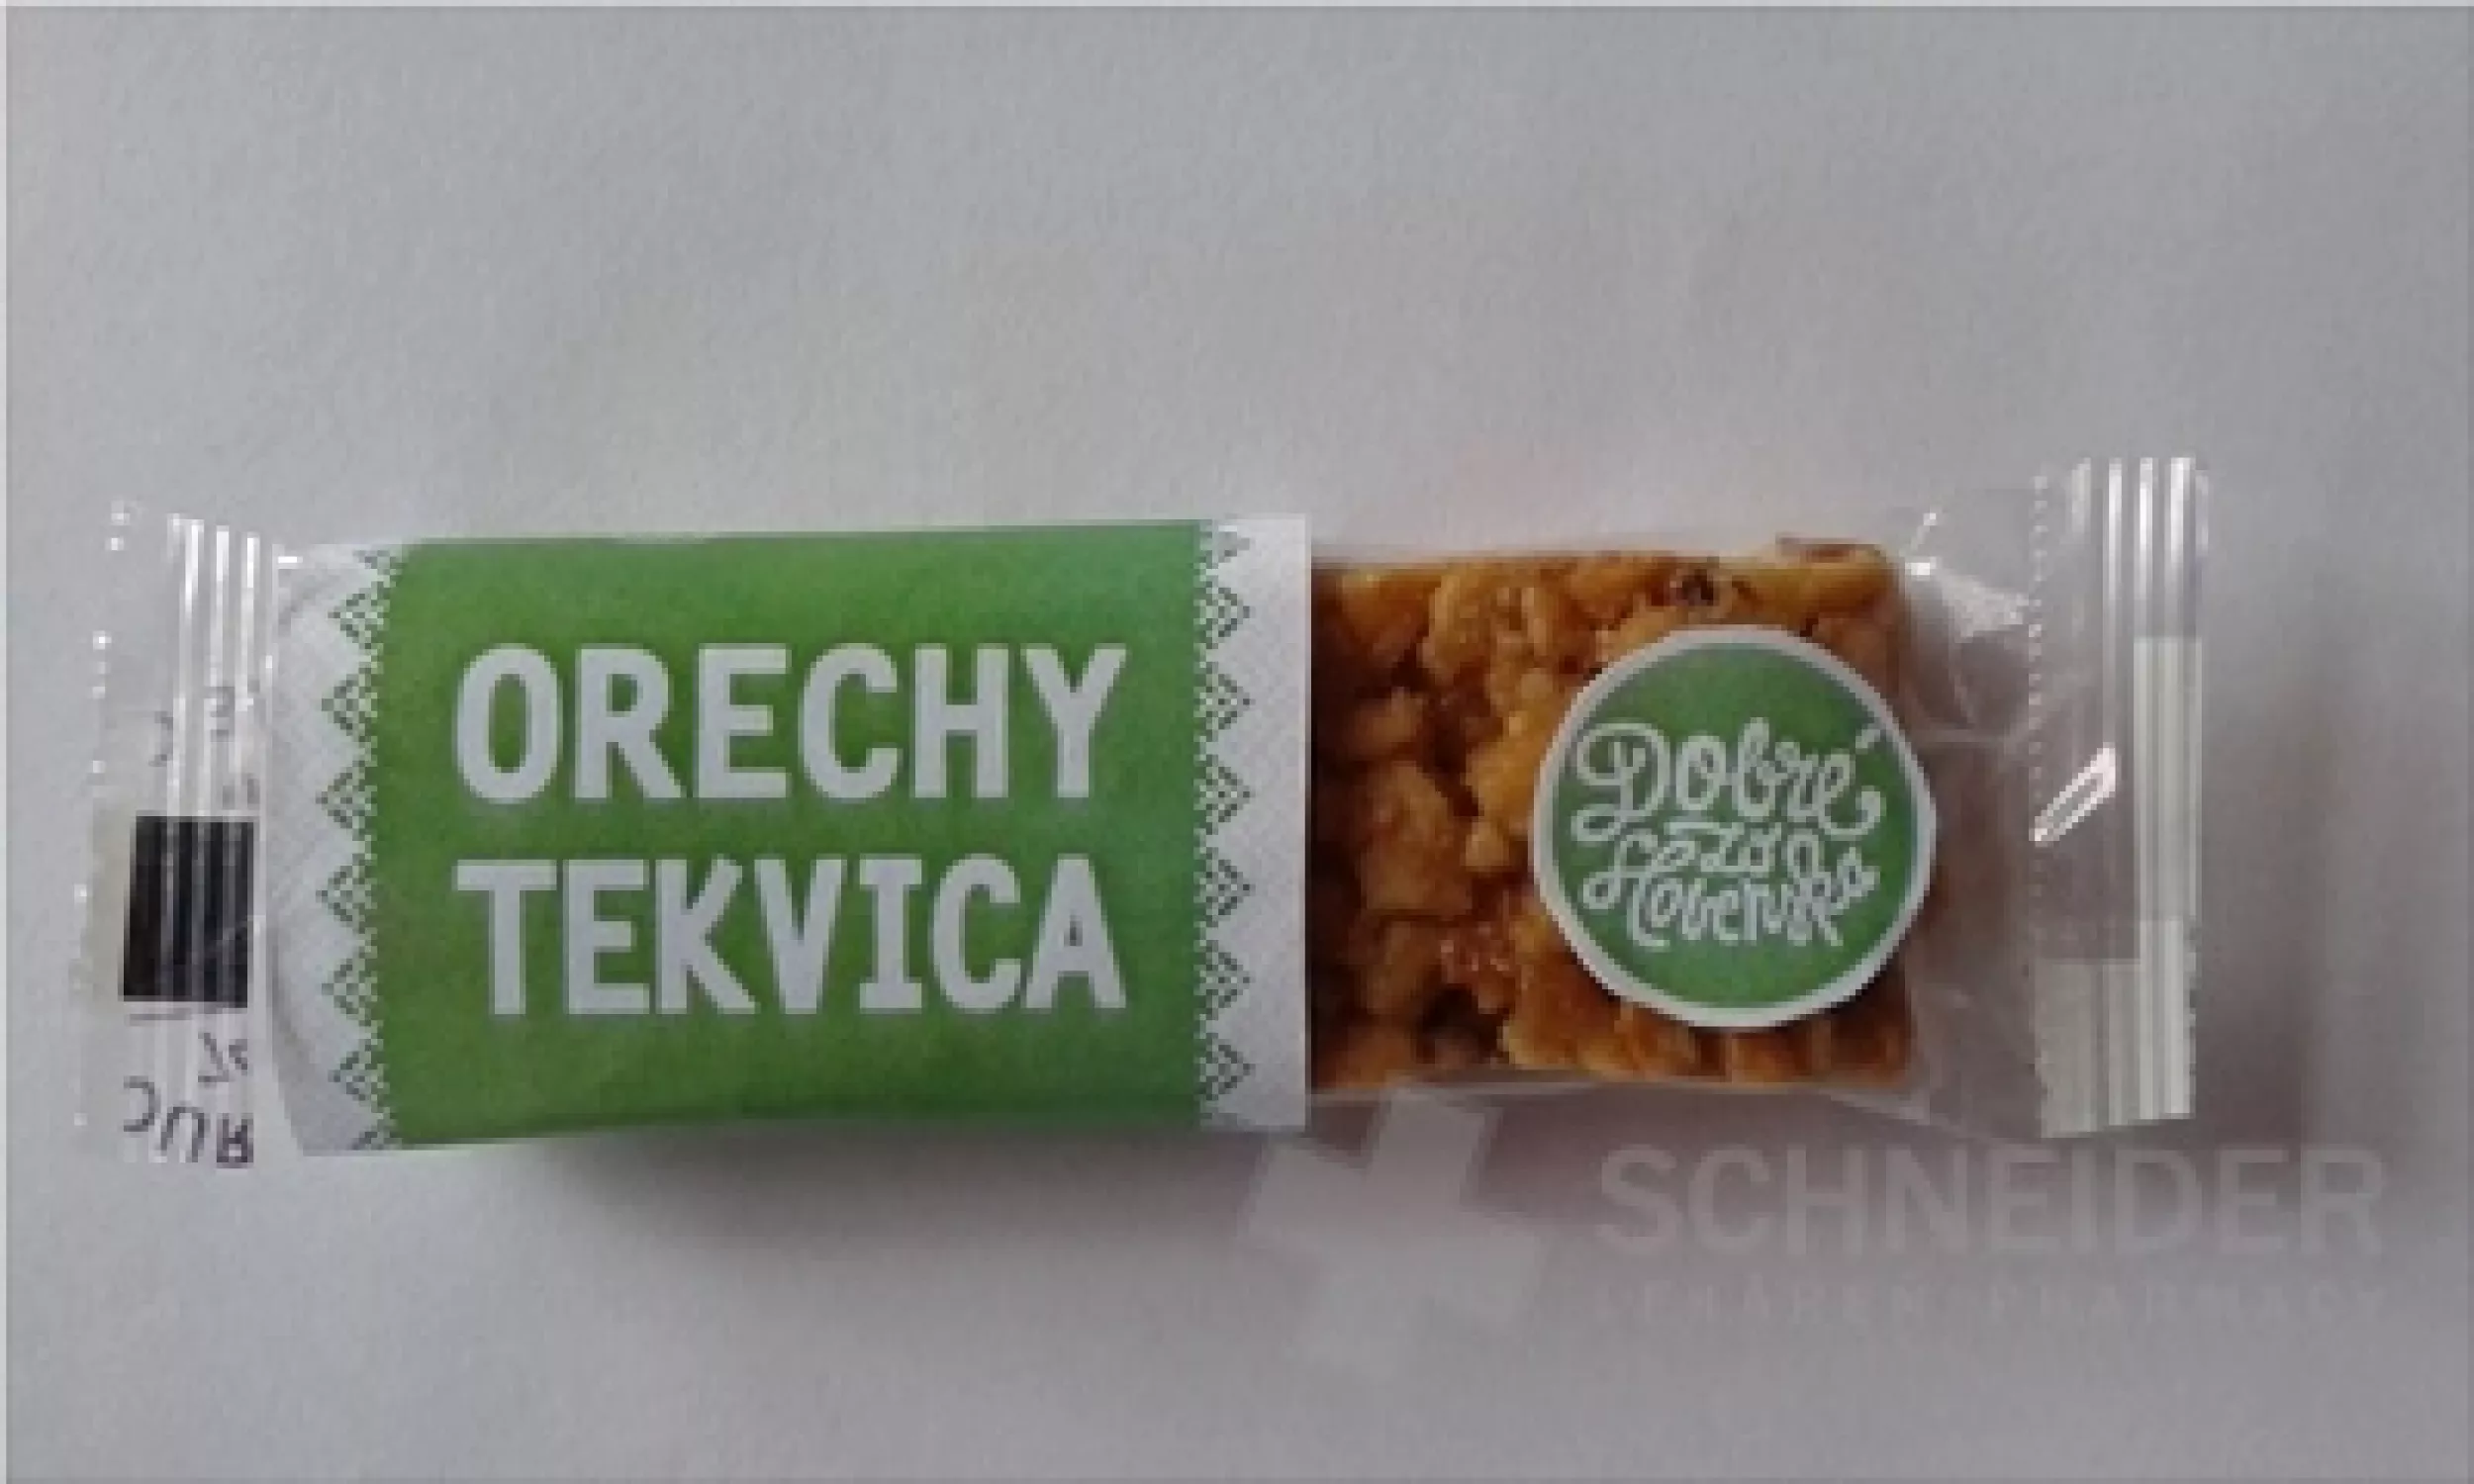 ORECHY
TEKVICA
Dobré
zo
Slovenska
SCHNEIDER